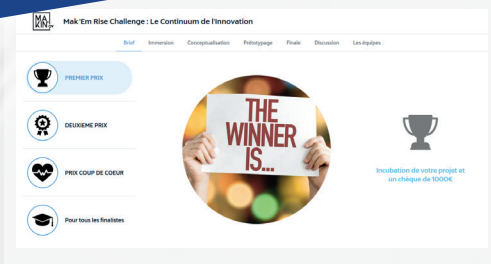 MA
KIN.GY
Mak'Em Rise Challenge : Le Continuum de l'Innovation
Brief Immersion Conceptualisation Prétotypage Finale Discussion Les équipes
PREMIER PRIX
DEUXIEME PRIX
PRIX COUP DE COEUR
Pour tous les finalistes
THE
WINNER
IS...
Incubation de votre projet et
un chèque de 1000€